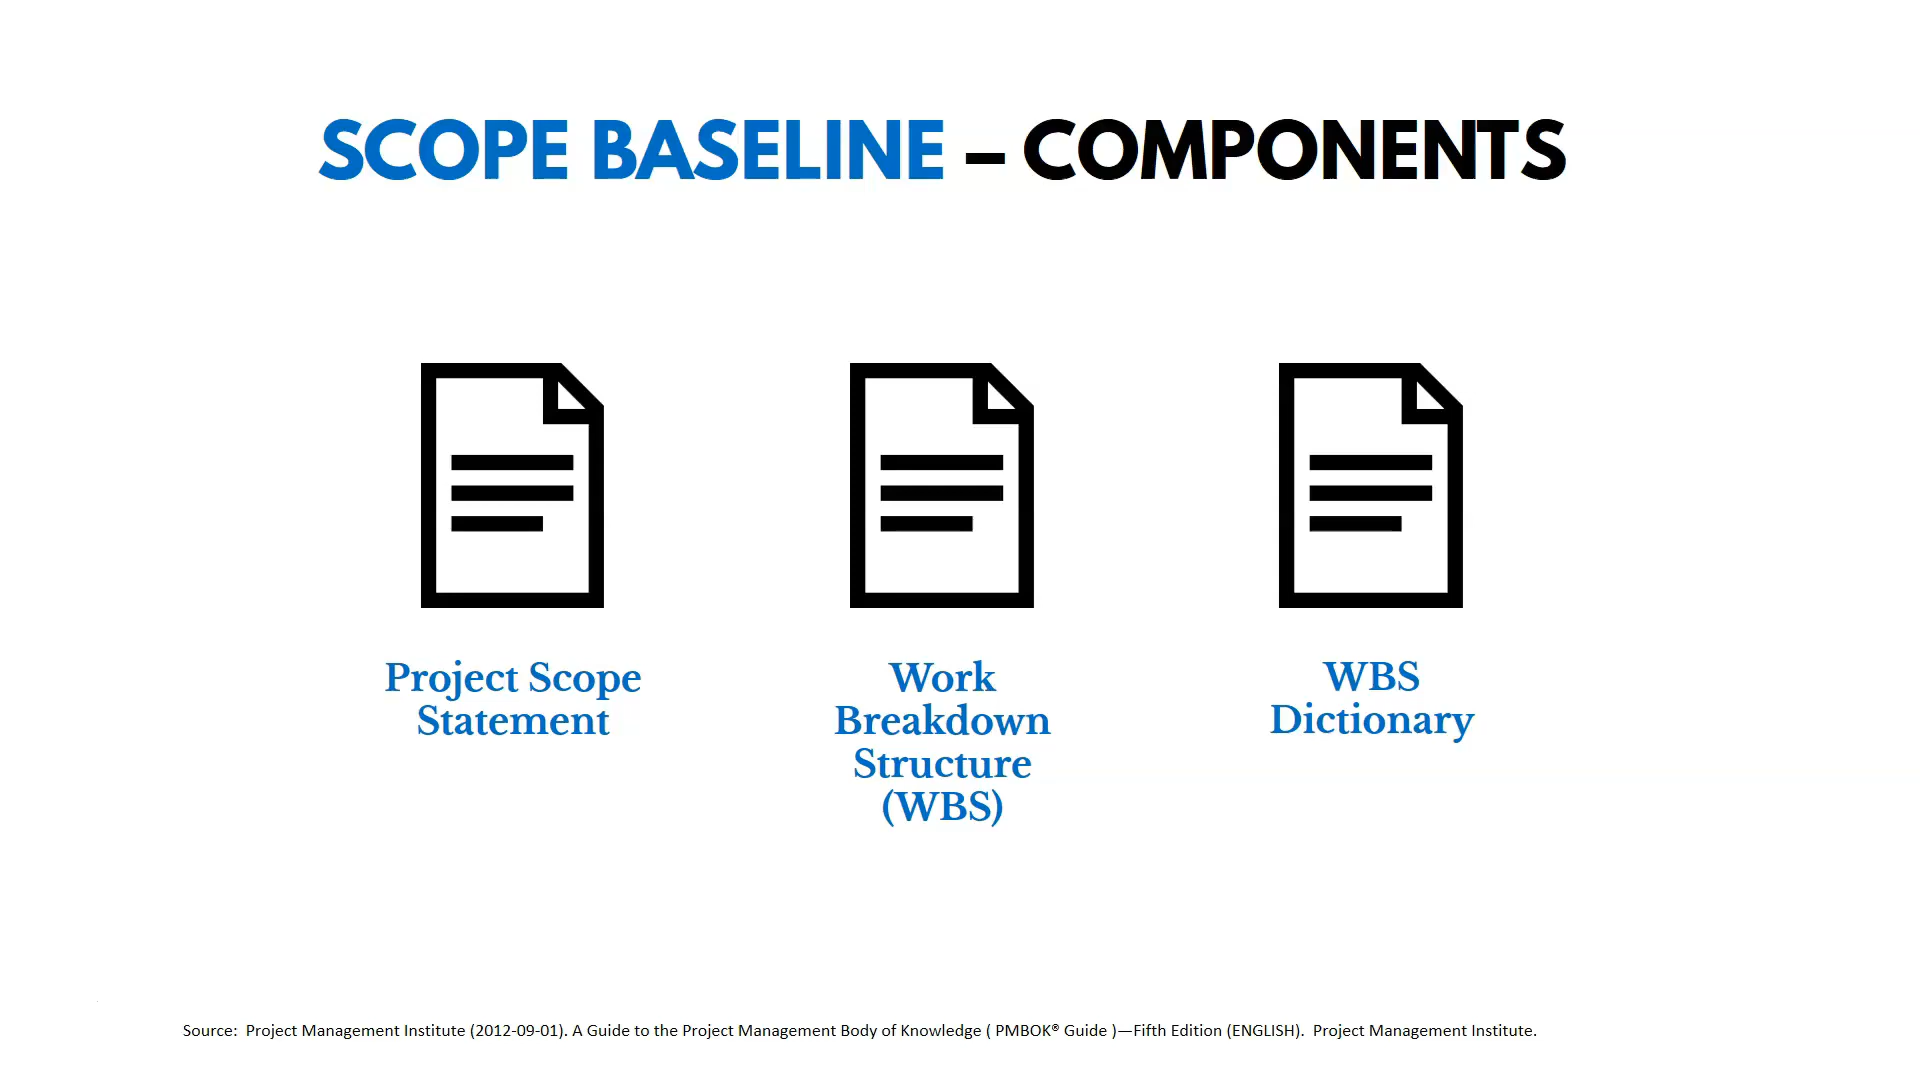 SCOPE BASELINE – COMPONENTS
Project Scope
Statement
Work
Breakdown
Structure
(WBS)
WBS
Dictionary
Source:  Project Management Institute (2012-09-01). A Guide to the Project Management Body of Knowledge ( PMBOK® Guide )—Fifth Edition (ENGLISH).  Project Management Institute.